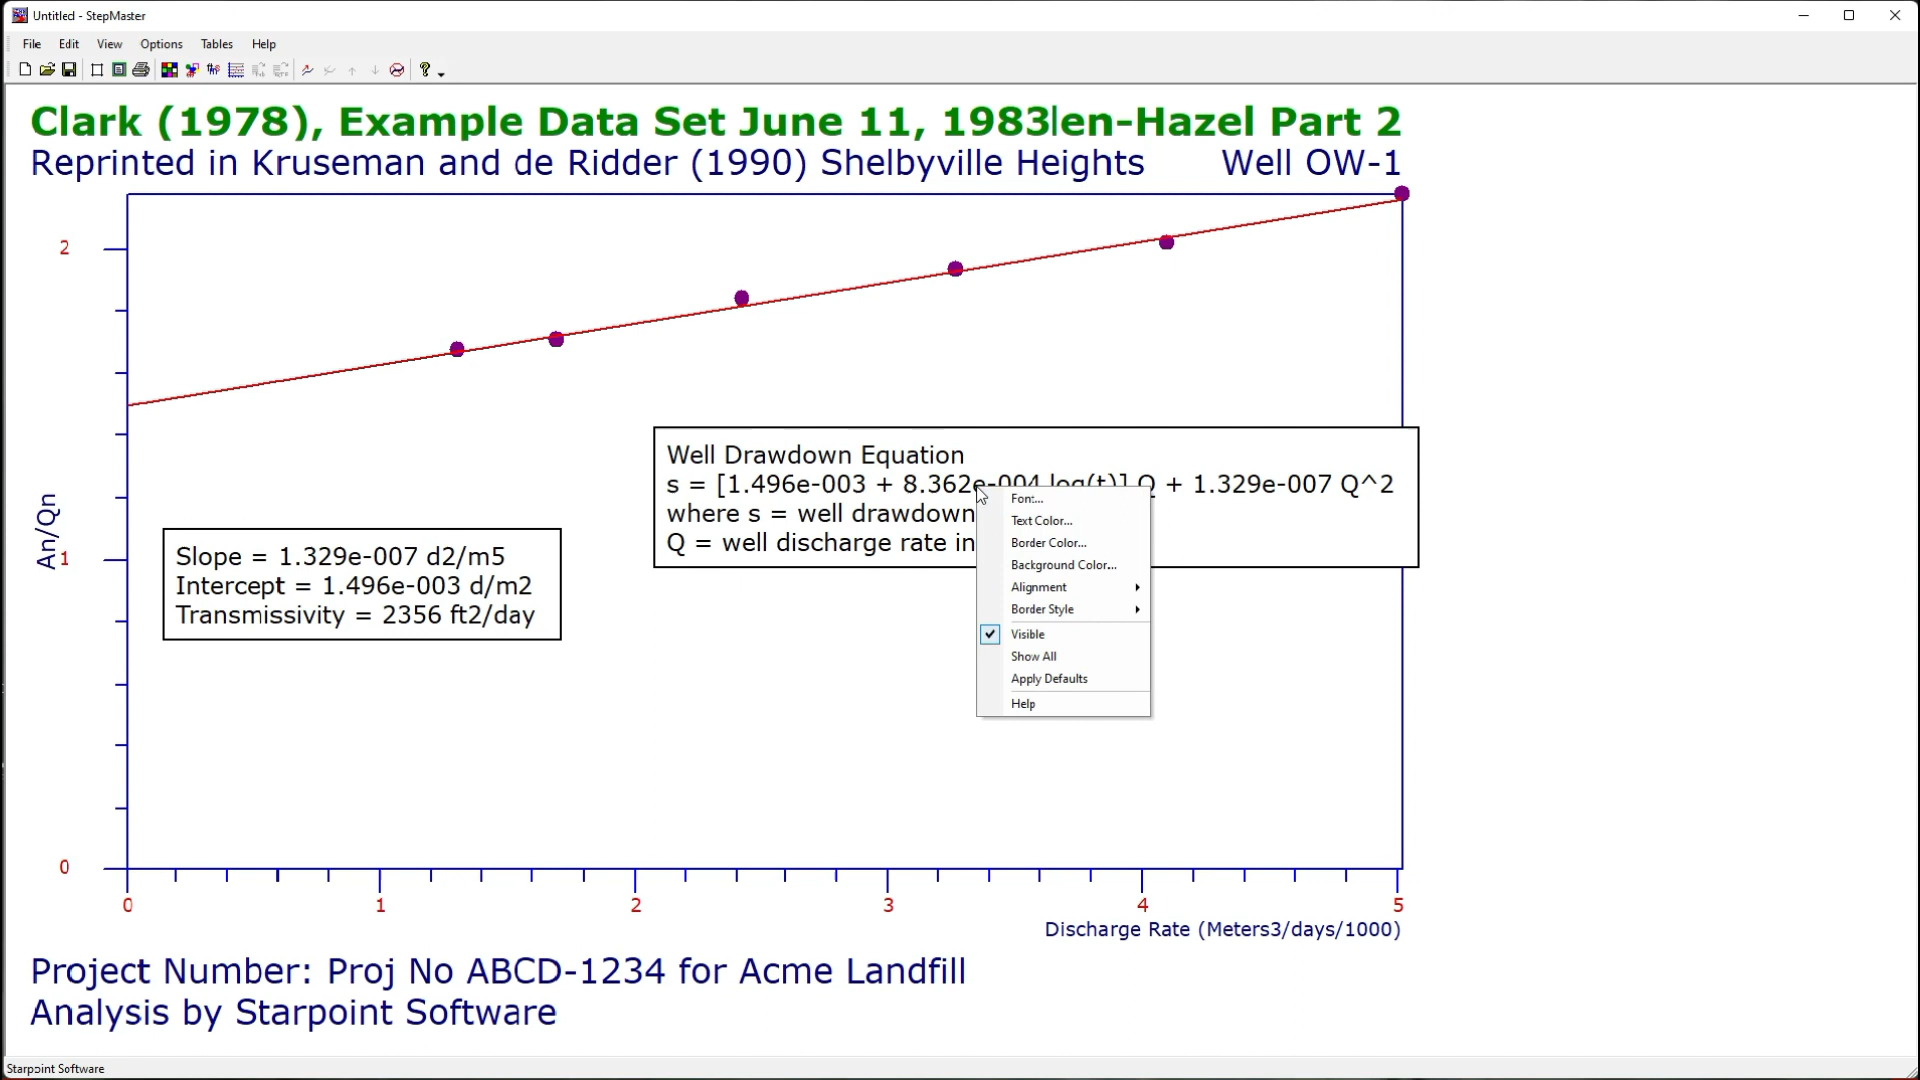 Untitled - StepMaster
File Edit View Options Tables Help
Clark (1978), Example Data Set June 11, 1983len-Hazel Part 2
Reprinted in Kruseman and de Ridder (1990) Shelbyville Heights Well OW-1
2
1
0
An/Qn
Well Drawdown Equation
s = [1.496e-003 + 8.362e-004 log(t)] Q + 1.329e-007 Q^2
where s = well drawdown
Q = well discharge rate in
Slope = 1.329e-007 d2/m5
Intercept = 1.496e-003 d/m2
Transmissivity = 2356 ft2/day
Font...
Text Color...
Border Color...
Background Color...
Alignment
Border Style
Visible
Show All
Apply Defaults
Help
0 1 2 3 4 5
Discharge Rate (Meters3/days/1000)
Project Number: Proj No ABCD-1234 for Acme Landfill
Analysis by Starpoint Software
Starpoint Software